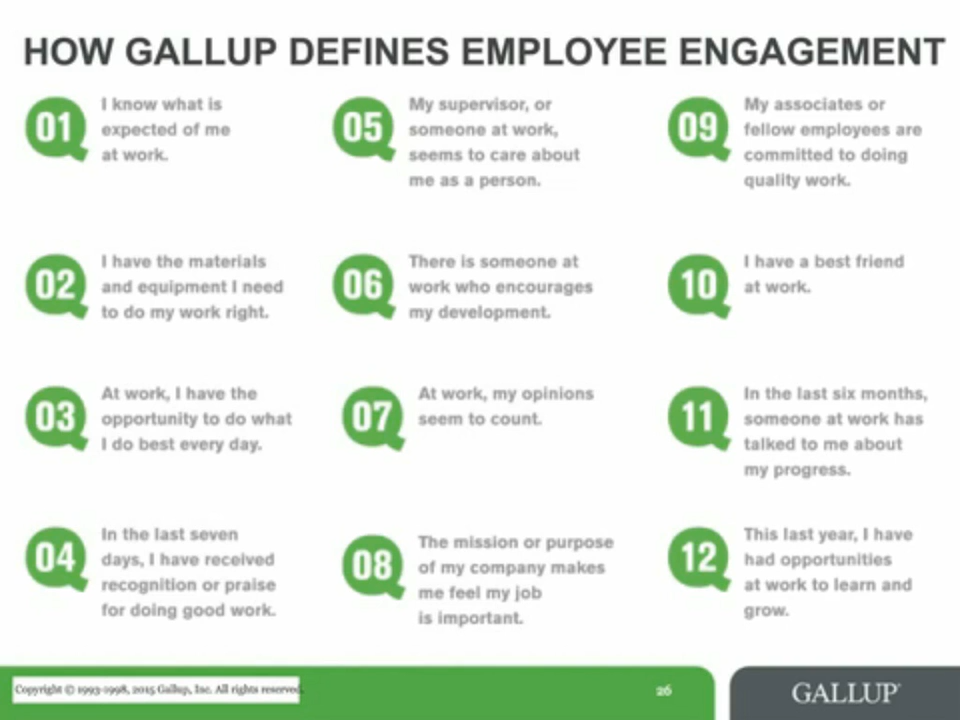 HOW GALLUP DEFINES EMPLOYEE ENGAGEMENT
01
I know what is
expected of me
at work.
02
I have the materials
and equipment I need
to do my work right.
03
At work, I have the
opportunity to do what
I do best every day.
04
In the last seven
days, I have received
recognition or praise
for doing good work.
05
My supervisor, or
someone at work,
seems to care about
me as a person.
06
There is someone at
work who encourages
my development.
07
At work, my opinions
seem to count.
08
The mission or purpose
of my company makes
me feel my job
is important.
09
My associates or
fellow employees are
committed to doing
quality work.
10
I have a best friend
at work.
11
In the last six months,
someone at work has
talked to me about
my progress.
12
This last year, I have
had opportunities
at work to learn and
grow.
Copyright © 1993-1998, 2015 Gallup, Inc. All rights reserved.
26
GALLUP®